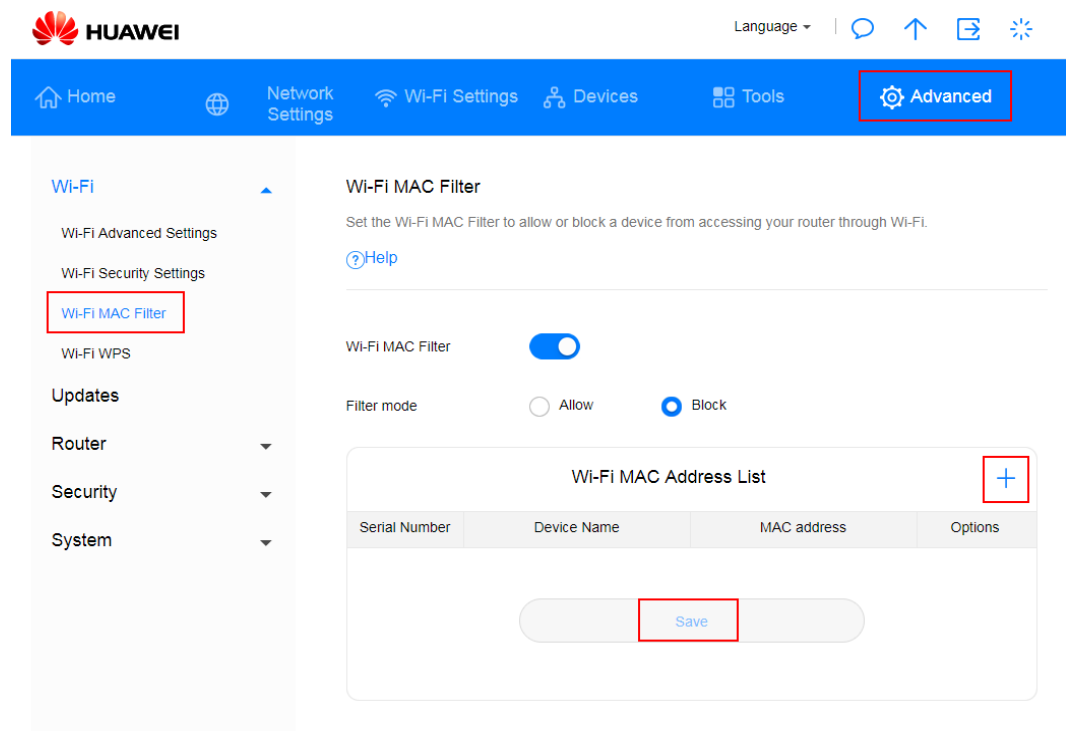 HUAWEI
Language
Home
Network
Settings
Wi-Fi Settings
Devices
Tools
Advanced
Wi-Fi
Wi-Fi Advanced Settings
Wi-Fi Security Settings
Wi-Fi MAC Filter
Wi-Fi WPS
Updates
Router
Security
System
Wi-Fi MAC Filter
Set the Wi-Fi MAC Filter to allow or block a device from accessing your router through Wi-Fi.
?Help
Wi-Fi MAC Filter
Filter mode Allow Block
Wi-Fi MAC Address List +
Serial Number Device Name MAC address Options
Save